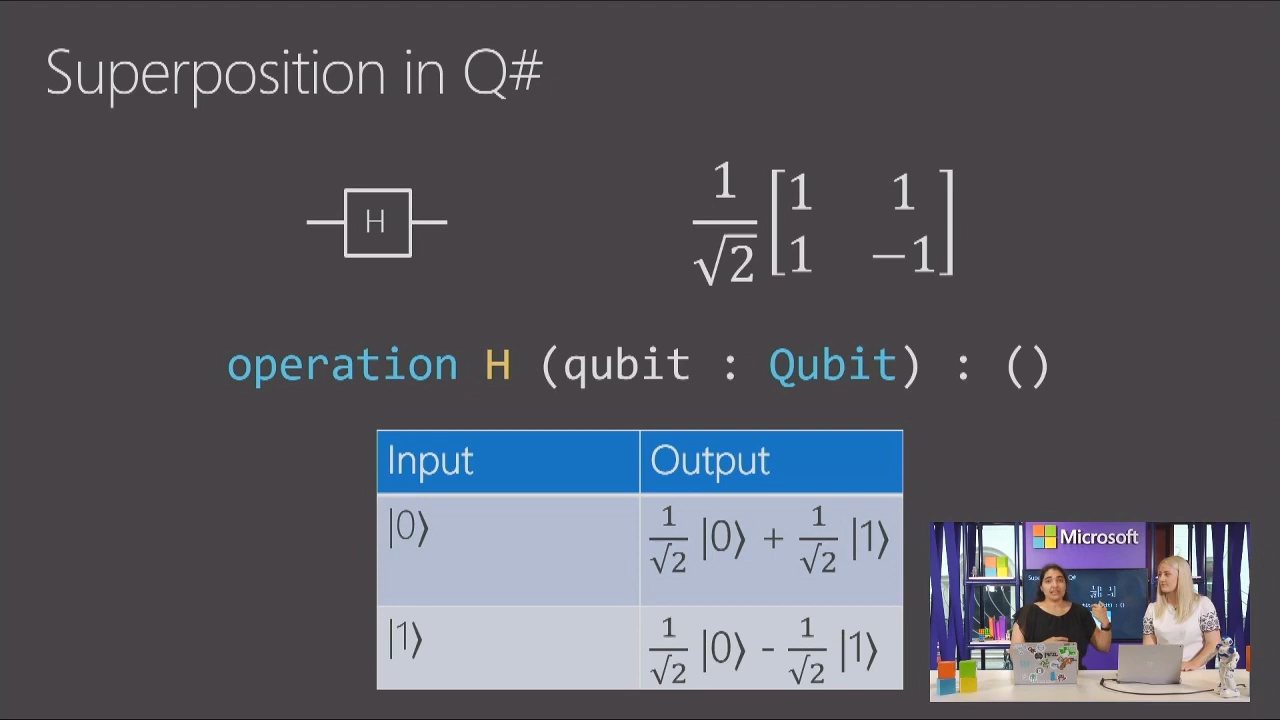 Superposition in Q#
H
1/√2 [1 1
1 −1]
operation H (qubit : Qubit) : ()
Input Output
|0⟩ 1/√2 |0⟩ + 1/√2 |1⟩
|1⟩ 1/√2 |0⟩ - 1/√2 |1⟩
Microsoft